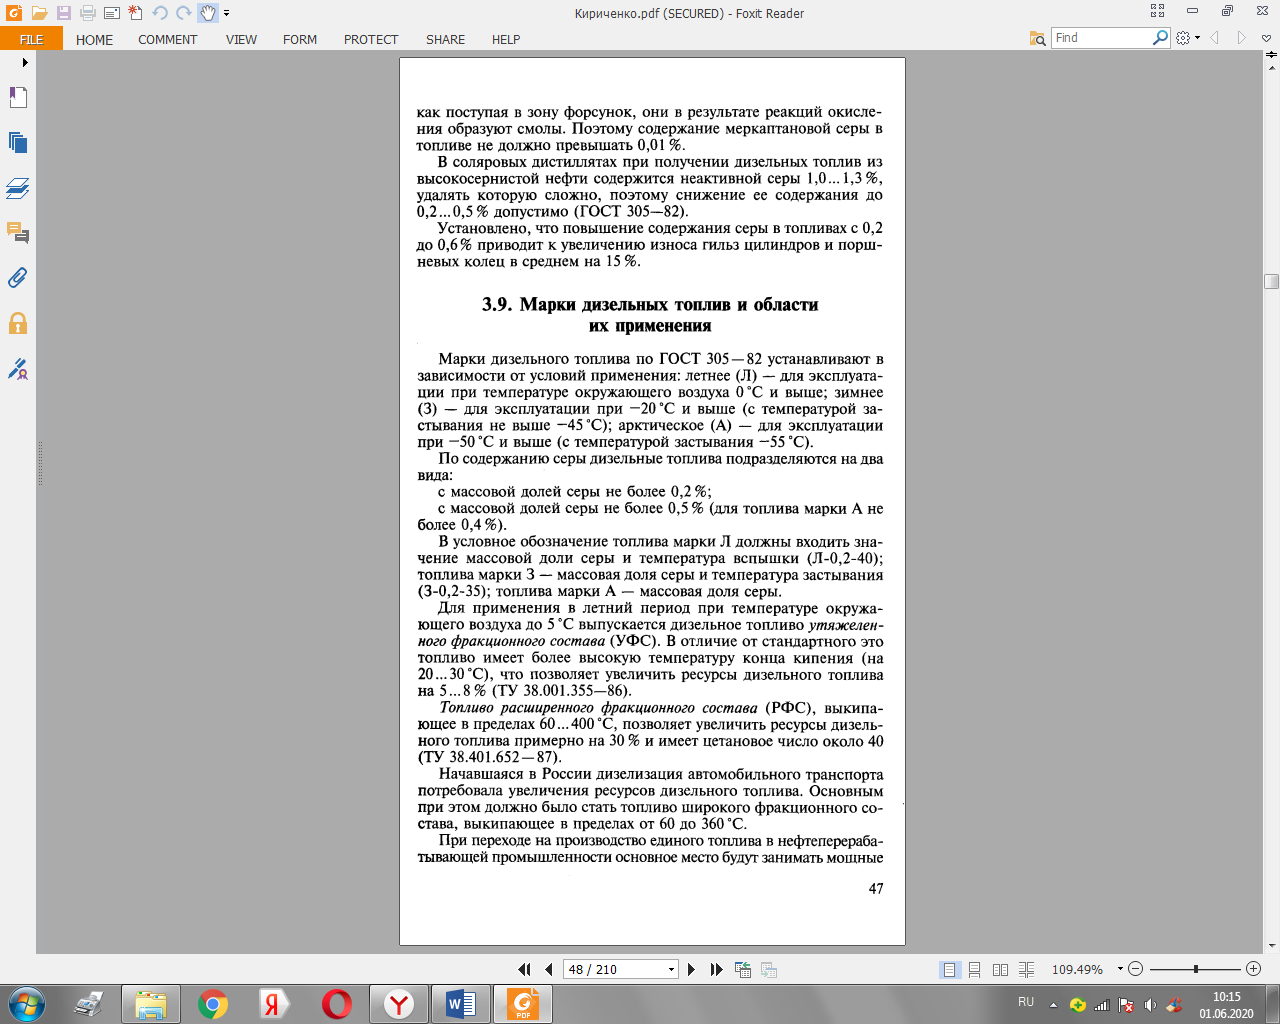 Кириченко.pdf (SECURED) - Foxit Reader
FILE HOME COMMENT VIEW FORM PROTECT SHARE HELP
Find
как поступая в зону форсунок, они в результате реакций окисле-
ния образуют смолы. Поэтому содержание меркаптановой серы в
топливе не должно превышать 0,01 %.
В соляровых дистиллятах при получении дизельных топлив из
высокосернистой нефти содержится неактивной серы 1,0...1,3 %,
удалять которую сложно, поэтому снижение ее содержания до
0,2...0,5 % допустимо (ГОСТ 305—82).
Установлено, что повышение содержания серы в топливах с 0,2
до 0,6 % приводит к увеличению износа гильз цилиндров и порш-
невых колец в среднем на 15 %.
3.9. Марки дизельных топлив и области
их применения
Марки дизельного топлива по ГОСТ 305—82 устанавливают в
зависимости от условий применения: летнее (Л) — для эксплуата-
ции при температуре окружающего воздуха 0 °С и выше; зимнее
(З) — для эксплуатации при −20 °С и выше (с температурой за-
стывания не выше −45 °С); арктическое (А) — для эксплуатации
при −50 °С и выше (с температурой застывания −55 °С).
По содержанию серы дизельные топлива подразделяются на два
вида:
с массовой долей серы не более 0,2 %;
с массовой долей серы не более 0,5 % (для топлива марки А не
более 0,4 %).
В условное обозначение топлива марки Л должны входить зна-
чение массовой доли серы и температура вспышки (Л-0,2-40);
топлива марки З — массовая доля серы и температура застывания
(З-0,2-35); топлива марки А — массовая доля серы.
Для применения в летний период при температуре окружа-
ющего воздуха до 5 °С выпускается дизельное топливо утяжелен-
ного фракционного состава (УФС). В отличие от стандартного это
топливо имеет более высокую температуру конца кипения (на
20...30 °С), что позволяет увеличить ресурсы дизельного топлива
на 5...8 % (ТУ 38.001.355—86).
Топливо расширенного фракционного состава (РФС), выкипа-
ющее в пределах 60...400 °С, позволяет увеличить ресурсы дизель-
ного топлива примерно на 30 % и имеет цетановое число около 40
(ТУ 38.401.652—87).
Начавшаяся в России дизелизация автомобильного транспорта
потребовала увеличения ресурсов дизельного топлива. Основным
при этом должно было стать топливо широкого фракционного со-
става, выкипающее в пределах от 60 до 360 °С.
При переходе на производство единого топлива в нефтеперераба-
тывающей промышленности основное место будут занимать мощные
47
48 / 210
109.49%
RU
10:15
01.06.2020
PDF